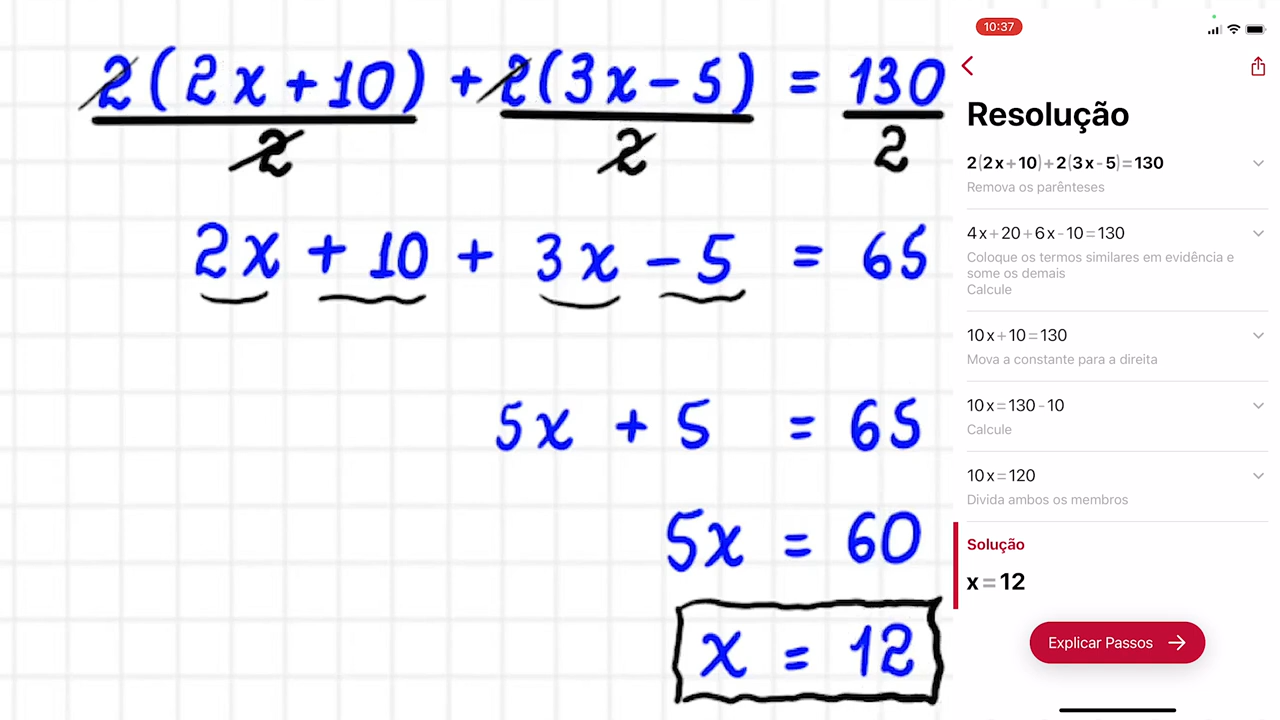 2(2x+10) + 2(3x-5) = 130
2 2 2
2x + 10 + 3x - 5 = 65
5x + 5 = 65
5x = 60
x = 12
10:37
Resolução
2(2x+10)+2(3x-5)=130
Remova os parênteses
4x+20+6x-10=130
Coloque os termos similares em evidência e
some os demais
Calcule
10x+10=130
Mova a constante para a direita
10x=130-10
Calcule
10x=120
Divida ambos os membros
Solução
x=12
Explicar Passos